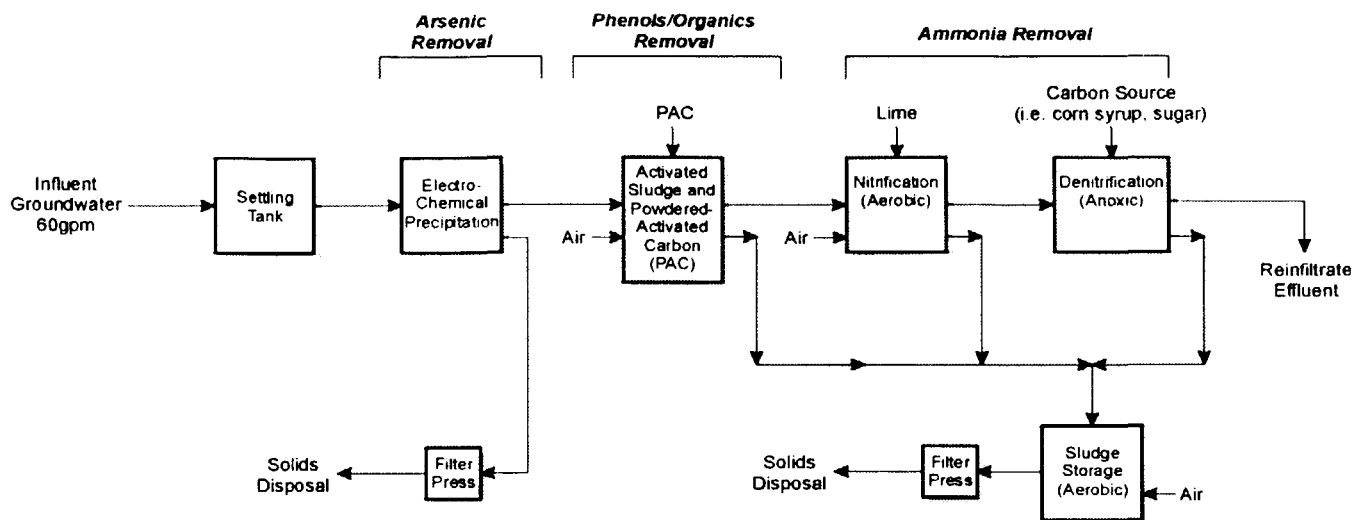 Arsenic
Removal
Phenols/Organics
Removal
Ammonia Removal
PAC
Lime
Carbon Source
(i.e. corn syrup, sugar)
Influent
Groundwater
60gpm
Settling
Tank
Electro-
Chemical
Precipitation
Activated
Sludge and
Powdered-
Activated
Carbon
(PAC)
Air
Nitrification
(Aerobic)
Air
Denitrification
(Anoxic)
Reinfiltrate
Effluent
Solids
Disposal
Filter
Press
Solids
Disposal
Filter
Press
Sludge
Storage
(Aerobic)
Air